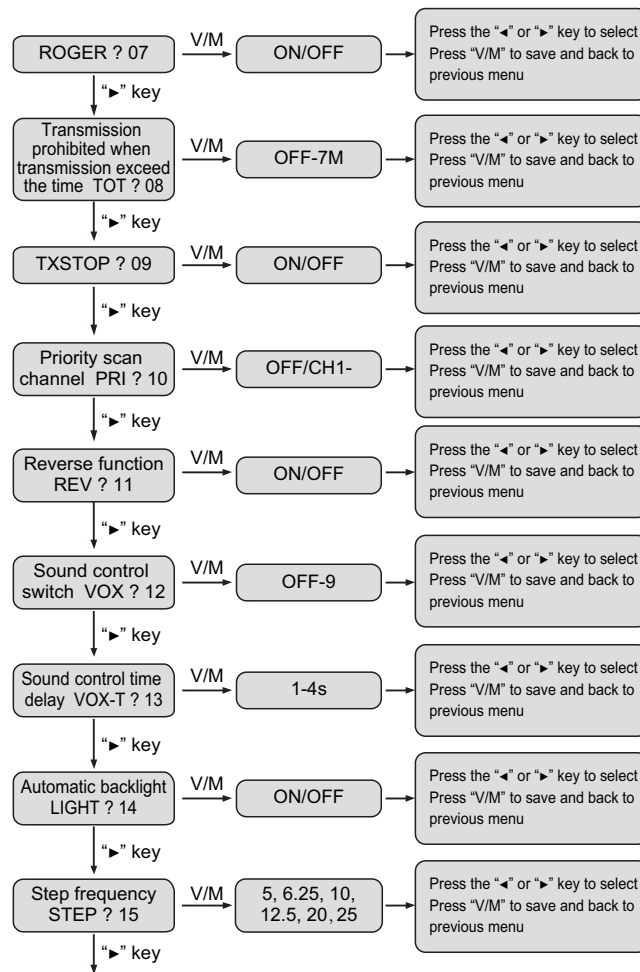 ROGER ? 07
V/M
ON/OFF
Press the “◄” or “►” key to select
Press “V/M” to save and back to
previous menu
“►” key
Transmission
prohibited when
transmission exceed
the time TOT ? 08
V/M
OFF-7M
Press the “◄” or “►” key to select
Press “V/M” to save and back to
previous menu
“►” key
TXSTOP ? 09
V/M
ON/OFF
Press the “◄” or “►” key to select
Press “V/M” to save and back to
previous menu
“►” key
Priority scan
channel PRI ? 10
V/M
OFF/CH1-
Press the “◄” or “►” key to select
Press “V/M” to save and back to
previous menu
“►” key
Reverse function
REV ? 11
V/M
ON/OFF
Press the “◄” or “►” key to select
Press “V/M” to save and back to
previous menu
“►” key
Sound control
switch VOX ? 12
V/M
OFF-9
Press the “◄” or “►” key to select
Press “V/M” to save and back to
previous menu
“►” key
Sound control time
delay VOX-T ? 13
V/M
1-4s
Press the “◄” or “►” key to select
Press “V/M” to save and back to
previous menu
“►” key
Automatic backlight
LIGHT ? 14
V/M
ON/OFF
Press the “◄” or “►” key to select
Press “V/M” to save and back to
previous menu
“►” key
Step frequency
STEP ? 15
V/M
5, 6.25, 10,
12.5, 20, 25
Press the “◄” or “►” key to select
Press “V/M” to save and back to
previous menu
“►” key